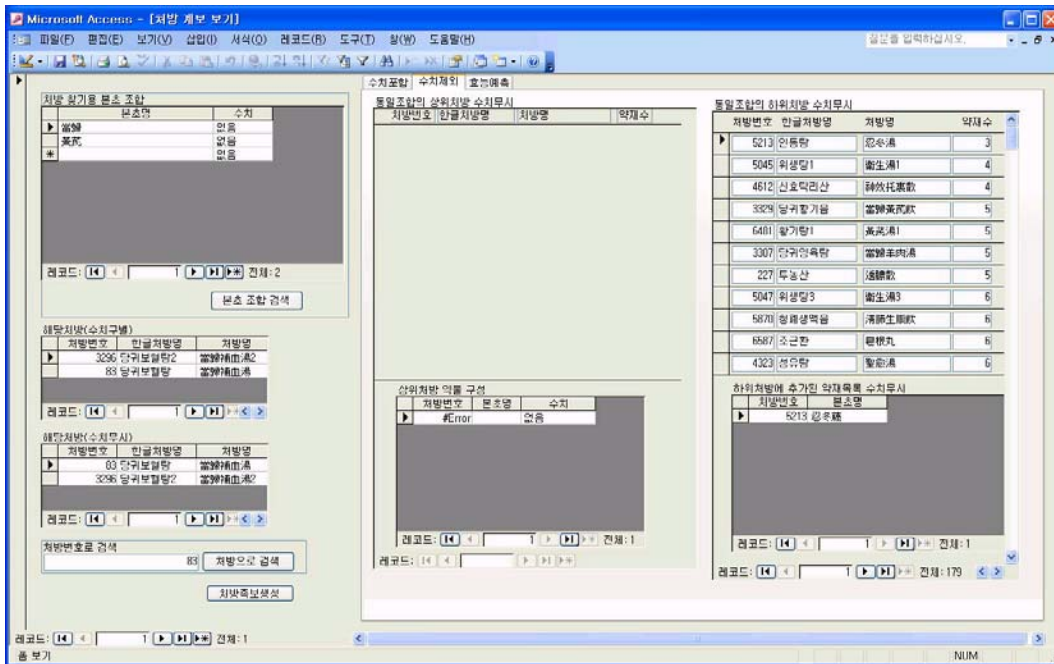 Microsoft Access - [처방 계보 보기]
파일(F) 편집(E) 보기(V) 삽입(I) 서식(O) 레코드(R) 도구(T) 창(W) 도움말(H)
질문을 입력하십시오.
수치포함 수치제외 효능예측
처방 찾기용 본초 조합
본초명 수치
當歸 없음
黃芪 없음
없음
레코드: 1 전체: 2
본초 조합 검색
해당처방(수치구별)
처방번호 한글처방명 처방명
3296 당귀보혈탕2 當歸補血湯2
83 당귀보혈탕 當歸補血湯
레코드: 1
해당처방(수치무시)
처방번호 한글처방명 처방명
83 당귀보혈탕 當歸補血湯
3296 당귀보혈탕2 當歸補血湯2
레코드: 1
처방번호로 검색
83 처방으로 검색
처방족보생성
레코드: 1 전체: 1
동일조합의 상위처방 수치무시
처방번호 한글처방명 처방명 약재수
상위처방 약물 구성
처방번호 본초명 수치
#Error 없음
레코드: 1 전체: 1
레코드:
동일조합의 하위처방 수치무시
처방번호 한글처방명 처방명 약재수
5213 인동탕 忍冬湯 3
5045 위생탕1 衛生湯1 4
4612 신효탁리산 神效托裏散 4
3329 당귀황기음 當歸黃芪飮 5
6481 황기탕1 黃芪湯1 5
3307 당귀양육탕 當歸羊肉湯 5
227 투농산 透膿散 5
5047 위생탕3 衛生湯3 6
5870 청폐생맥음 淸肺生脈飮 6
6587 조근환 6
4323 성유탕 聖愈湯 6
하위처방에 추가된 약재목록 수치무시
처방번호 본초명
5213 忍冬藤
레코드: 1 전체: 1
레코드: 1 전체: 179
폼 보기
NUM